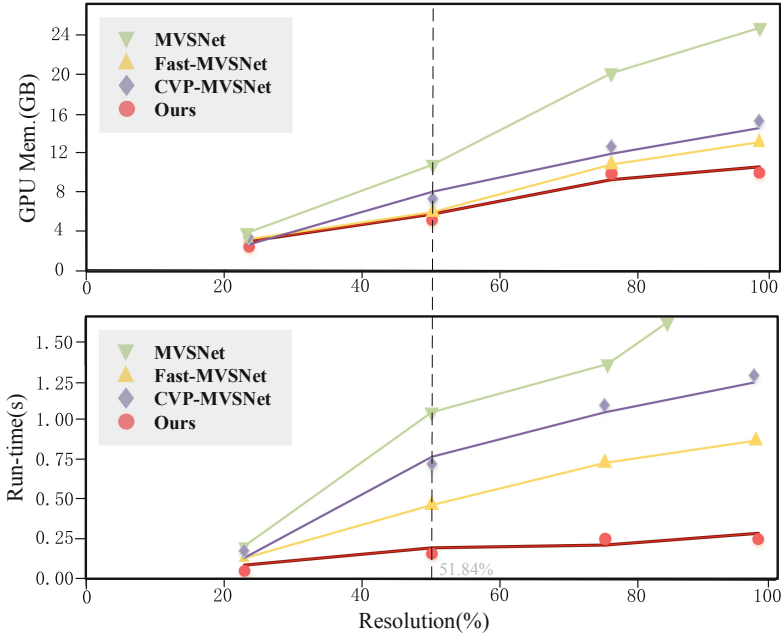 24
20
16
12
8
4
0
GPU Mem.(GB)
MVSNet
Fast-MVSNet
CVP-MVSNet
Ours
0 20 40 60 80 100
1.50
1.25
1.00
0.75
0.50
0.25
0.00
Run-time(s)
MVSNet
Fast-MVSNet
CVP-MVSNet
Ours
51.84%
0 20 40 60 80 100
Resolution(%)